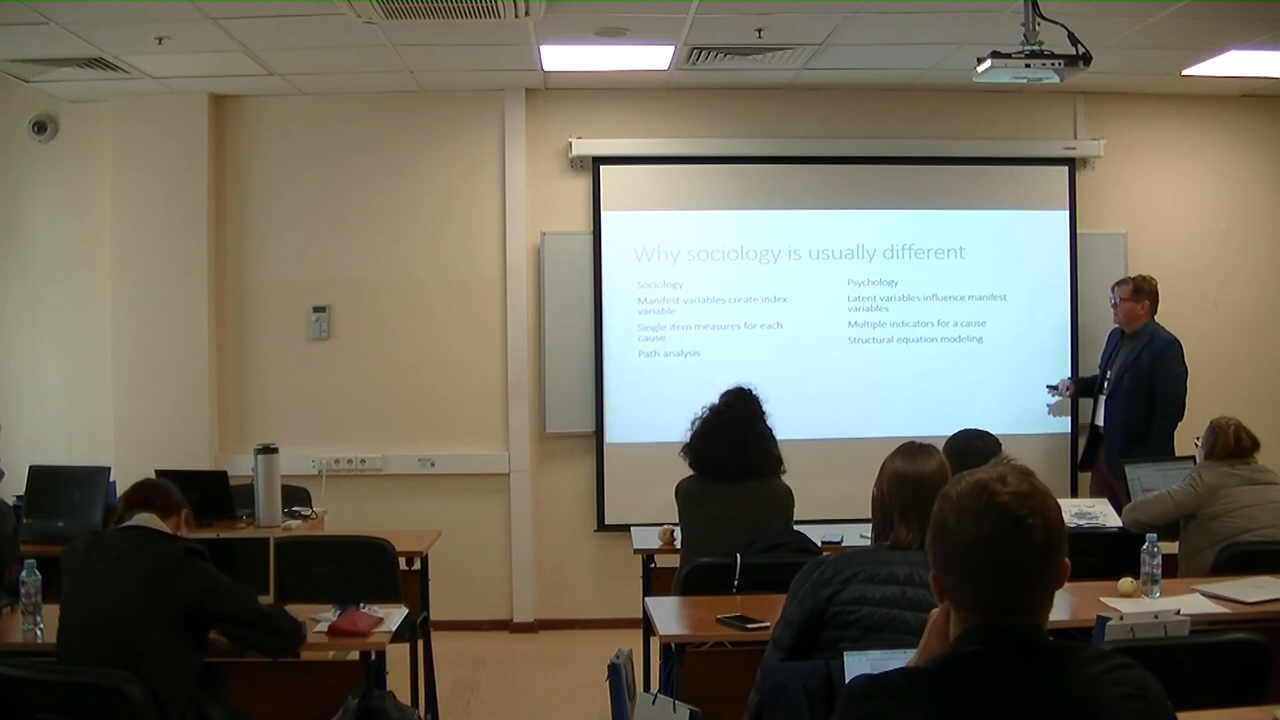 Why sociology is usually different
Sociology
Manifest variables create index
variable
Single item measures for each
cause
Path analysis
Psychology
Latent variables influence manifest
variables
Multiple indicators for a cause
Structural equation modeling